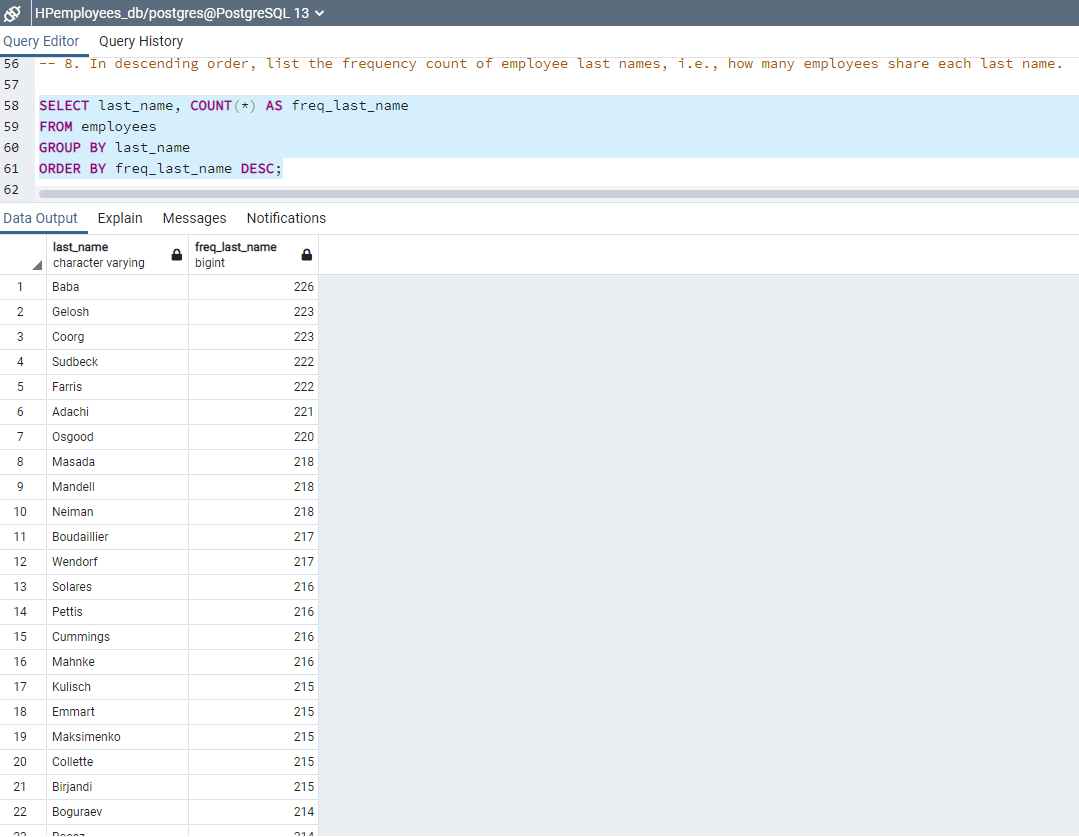 HPemployees_db/postgres@PostgreSQL 13
Query Editor Query History
56 -- 8. In descending order, list the frequency count of employee last names, i.e., how many employees share each last name.
57
58 SELECT last_name, COUNT(*) AS freq_last_name
59 FROM employees
60 GROUP BY last_name
61 ORDER BY freq_last_name DESC;
62
Data Output Explain Messages Notifications
last_name freq_last_name
character varying bigint
1 Baba 226
2 Gelosh 223
3 Coorg 223
4 Sudbeck 222
5 Farris 222
6 Adachi 221
7 Osgood 220
8 Masada 218
9 Mandell 218
10 Neiman 218
11 Boudaillier 217
12 Wendorf 217
13 Solares 216
14 Pettis 216
15 Cummings 216
16 Mahnke 216
17 Kulisch 215
18 Emmart 215
19 Maksimenko 215
20 Collette 215
21 Birjandi 215
22 Boguraev 214
23 214